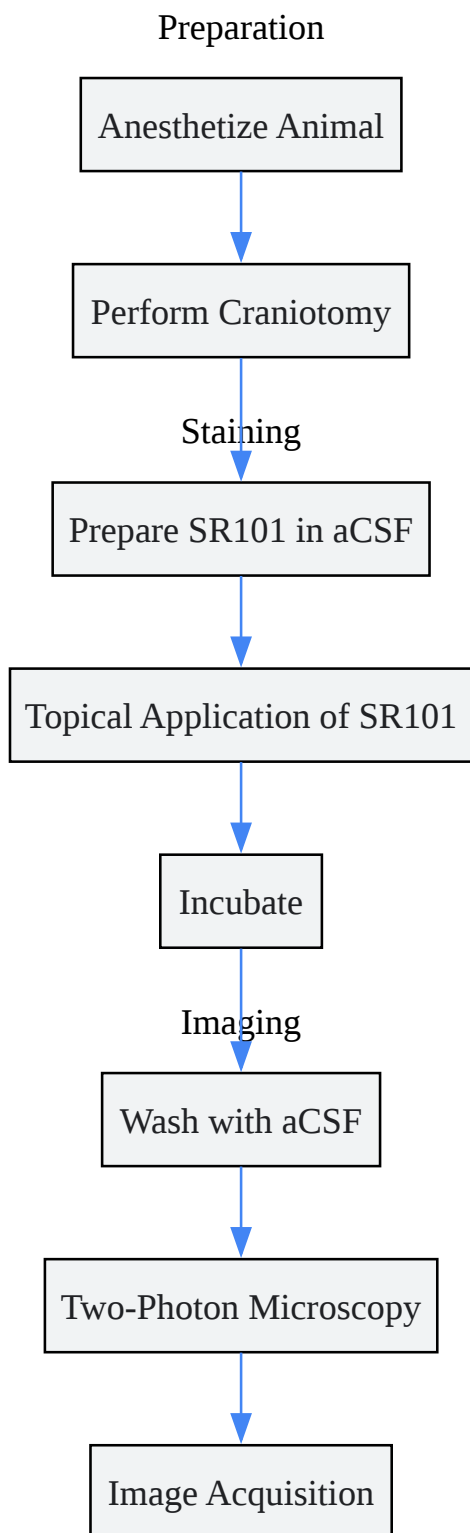 Preparation
Anesthetize Animal
Perform Craniotomy
Staining
Prepare SR101 in aCSF
Topical Application of SR101
Incubate
Imaging
Wash with aCSF
Two-Photon Microscopy
Image Acquisition